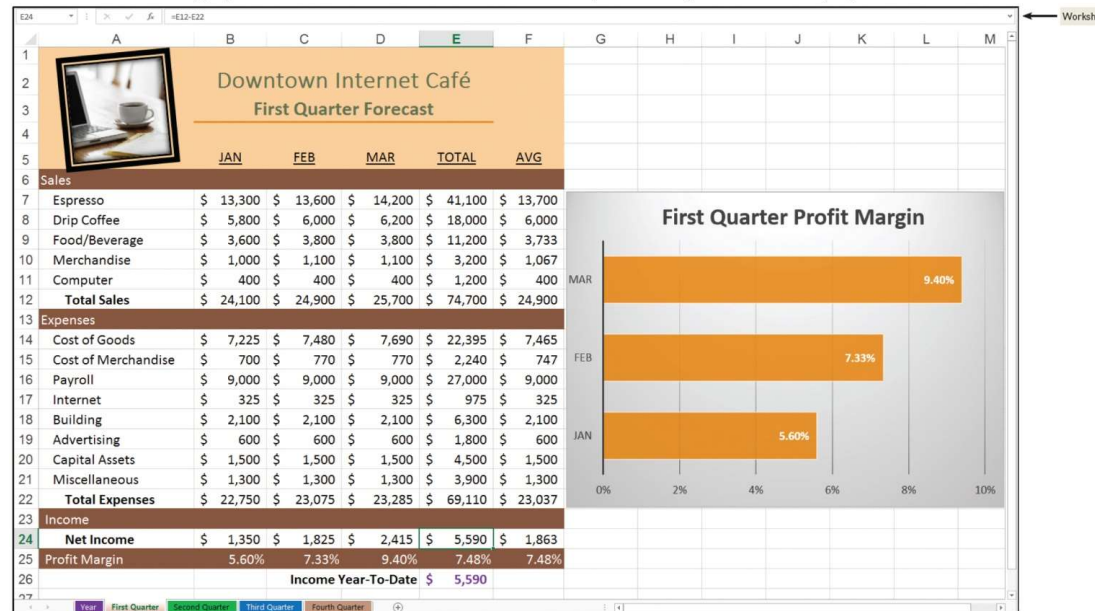 E24 fx =E12-E22
Worksh
A B C D E F G H I J K L M
1
2 Downtown Internet Café
3 First Quarter Forecast
4
5 JAN FEB MAR TOTAL AVG
6 Sales
7 Espresso $ 13,300 $ 13,600 $ 14,200 $ 41,100 $ 13,700
8 Drip Coffee $ 5,800 $ 6,000 $ 6,200 $ 18,000 $ 6,000
9 Food/Beverage $ 3,600 $ 3,800 $ 3,800 $ 11,200 $ 3,733
10 Merchandise $ 1,000 $ 1,100 $ 1,100 $ 3,200 $ 1,067
11 Computer $ 400 $ 400 $ 400 $ 1,200 $ 400
12 Total Sales $ 24,100 $ 24,900 $ 25,700 $ 74,700 $ 24,900
13 Expenses
14 Cost of Goods $ 7,225 $ 7,480 $ 7,690 $ 22,395 $ 7,465
15 Cost of Merchandise $ 700 $ 770 $ 770 $ 2,240 $ 747
16 Payroll $ 9,000 $ 9,000 $ 9,000 $ 27,000 $ 9,000
17 Internet $ 325 $ 325 $ 325 $ 975 $ 325
18 Building $ 2,100 $ 2,100 $ 2,100 $ 6,300 $ 2,100
19 Advertising $ 600 $ 600 $ 600 $ 1,800 $ 600
20 Capital Assets $ 1,500 $ 1,500 $ 1,500 $ 4,500 $ 1,500
21 Miscellaneous $ 1,300 $ 1,300 $ 1,300 $ 3,900 $ 1,300
22 Total Expenses $ 22,750 $ 23,075 $ 23,285 $ 69,110 $ 23,037
23 Income
24 Net Income $ 1,350 $ 1,825 $ 2,415 $ 5,590 $ 1,863
25 Profit Margin 5.60% 7.33% 9.40% 7.48% 7.48%
26 Income Year-To-Date $ 5,590
27
First Quarter Profit Margin
MAR 9.40%
FEB 7.33%
JAN 5.60%
0% 2% 4% 6% 8% 10%
Year First Quarter Second Quarter Third Quarter Fourth Quarter